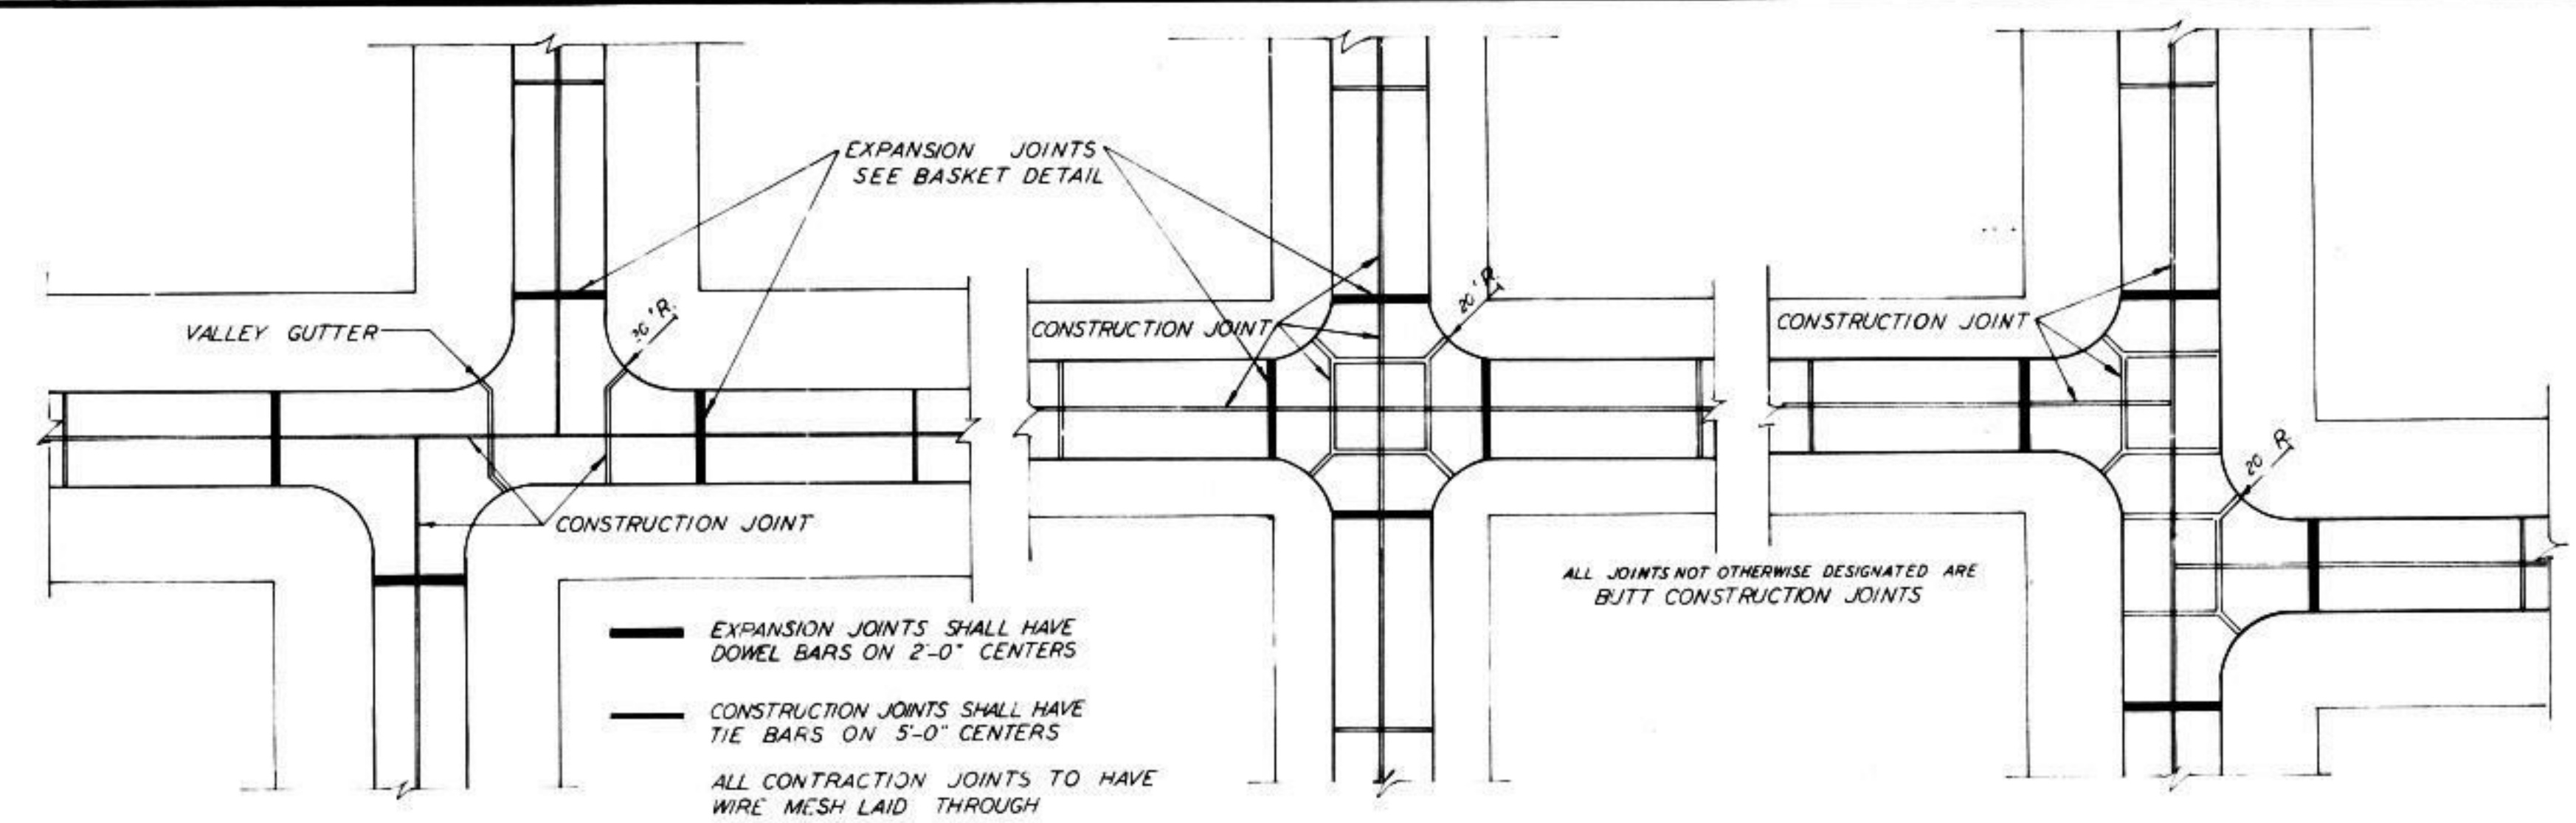 EXPANSION JOINTS
SEE BASKET DETAIL
VALLEY GUTTER
20' R.
CONSTRUCTION JOINT
20' R.
CONSTRUCTION JOINT
20 R.
CONSTRUCTION JOINT
ALL JOINTS NOT OTHERWISE DESIGNATED ARE
BUTT CONSTRUCTION JOINTS
EXPANSION JOINTS SHALL HAVE
DOWEL BARS ON 2'-0" CENTERS
CONSTRUCTION JOINTS SHALL HAVE
TIE BARS ON 5'-0" CENTERS
ALL CONTRACTION JOINTS TO HAVE
WIRE MESH LAID THROUGH